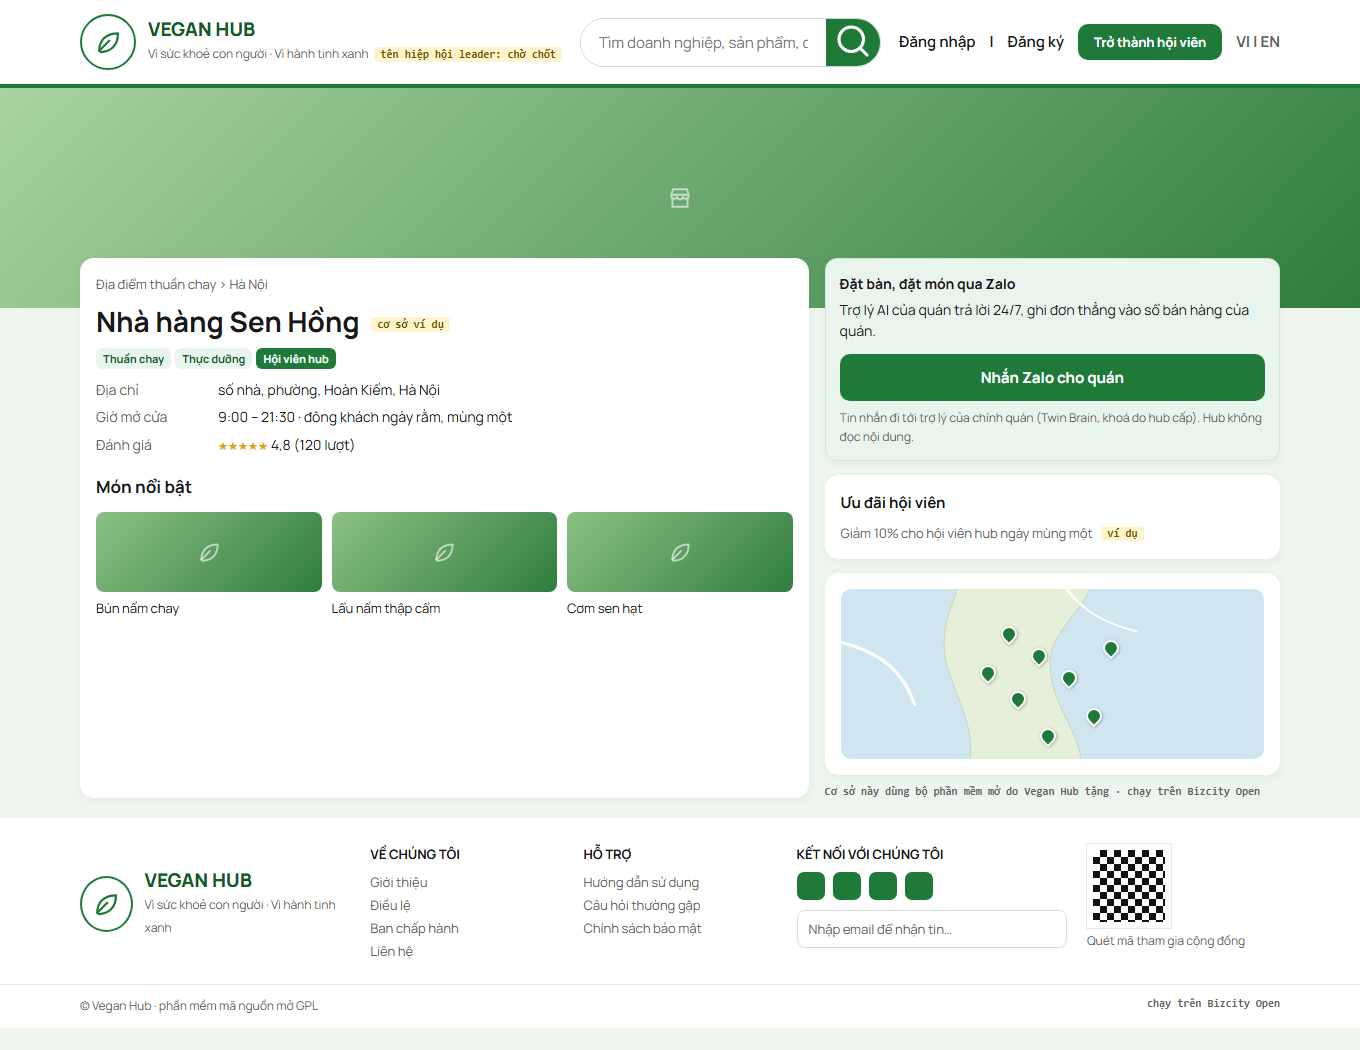 VEGAN HUB
Vì sức khoẻ con người · Vì hành tinh xanh tên hiệp hội leader: chờ chốt
Tìm doanh nghiệp, sản phẩm, c
Đăng nhập | Đăng ký
Trở thành hội viên
VI | EN
Địa điểm thuần chay › Hà Nội
Nhà hàng Sen Hồng cơ sở ví dụ
Thuần chay Thực dưỡng Hội viên hub
Địa chỉ số nhà, phường, Hoàn Kiếm, Hà Nội
Giờ mở cửa 9:00 – 21:30 · đông khách ngày rằm, mùng một
Đánh giá ★★★★★ 4,8 (120 lượt)
Món nổi bật
Bún nấm chay
Lẩu nấm thập cẩm
Cơm sen hạt
Đặt bàn, đặt món qua Zalo
Trợ lý AI của quán trả lời 24/7, ghi đơn thẳng vào sổ bán hàng của
quán.
Nhắn Zalo cho quán
Tin nhắn đi tới trợ lý của chính quán (Twin Brain, khoá do hub cấp). Hub không
đọc nội dung.
Ưu đãi hội viên
Giảm 10% cho hội viên hub ngày mùng một ví dụ
Cơ sở này dùng bộ phần mềm mở do Vegan Hub tặng · chạy trên Bizcity Open
VEGAN HUB
Vì sức khoẻ con người · Vì hành tinh
xanh
VỀ CHÚNG TÔI
Giới thiệu
Điều lệ
Ban chấp hành
Liên hệ
HỖ TRỢ
Hướng dẫn sử dụng
Câu hỏi thường gặp
Chính sách bảo mật
KẾT NỐI VỚI CHÚNG TÔI
Nhập email để nhận tin...
Quét mã tham gia cộng đồng
© Vegan Hub · phần mềm mã nguồn mở GPL
chạy trên Bizcity Open